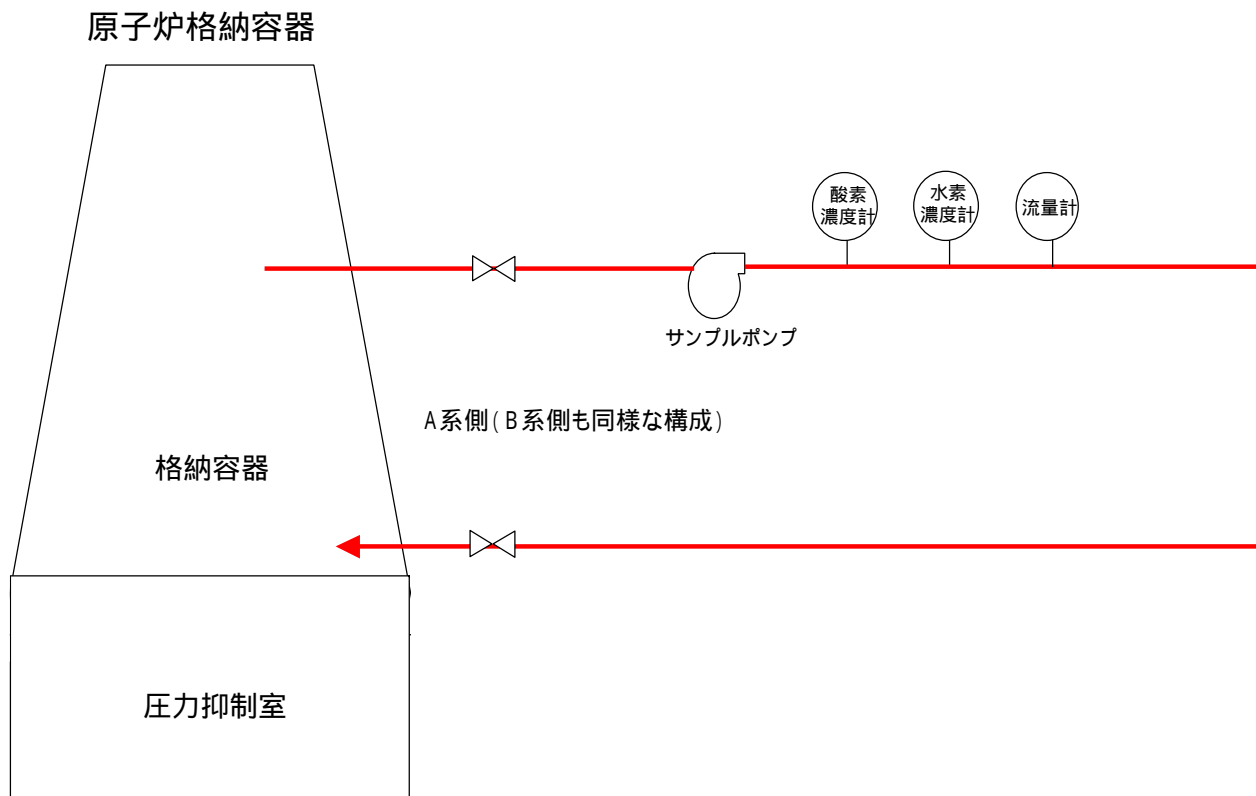 原子炉格納容器
酸素
濃度計
水素
濃度計
流量計
サンプルポンプ
A系側(B系側も同様な構成)
格納容器
圧力抑制室